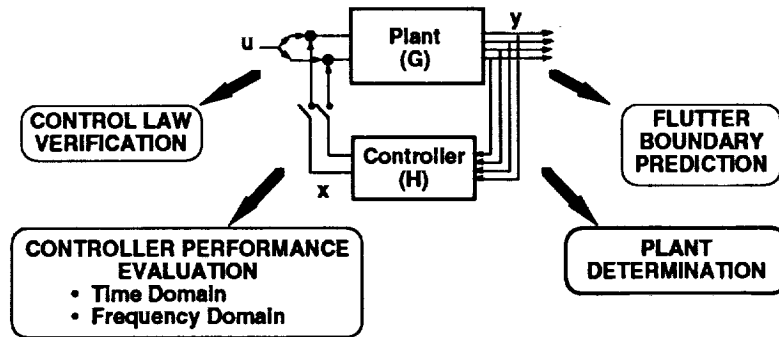 u
Plant
(G)
y
Controller
(H)
x
CONTROL LAW
VERIFICATION
FLUTTER
BOUNDARY
PREDICTION
CONTROLLER PERFORMANCE
EVALUATION
• Time Domain
• Frequency Domain
PLANT
DETERMINATION